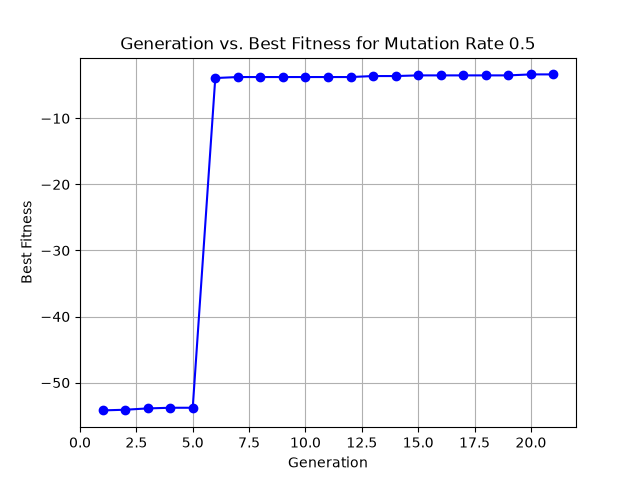 Generation vs. Best Fitness for Mutation Rate 0.5
Best Fitness
−10
−20
−30
−40
−50
0.0 2.5 5.0 7.5 10.0 12.5 15.0 17.5 20.0
Generation